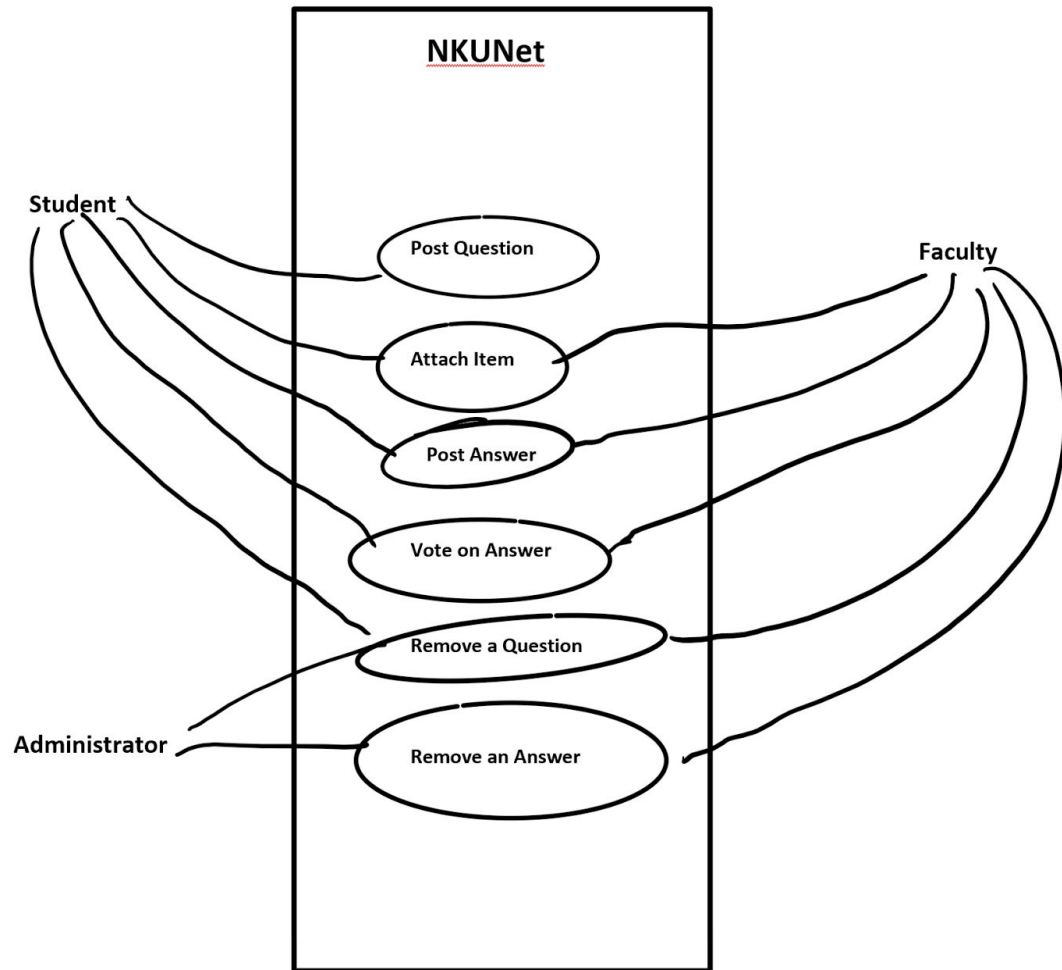 NKUNet
Student
Post Question
Faculty
Attach Item
Post Answer
Vote on Answer
Remove a Question
Administrator
Remove an Answer